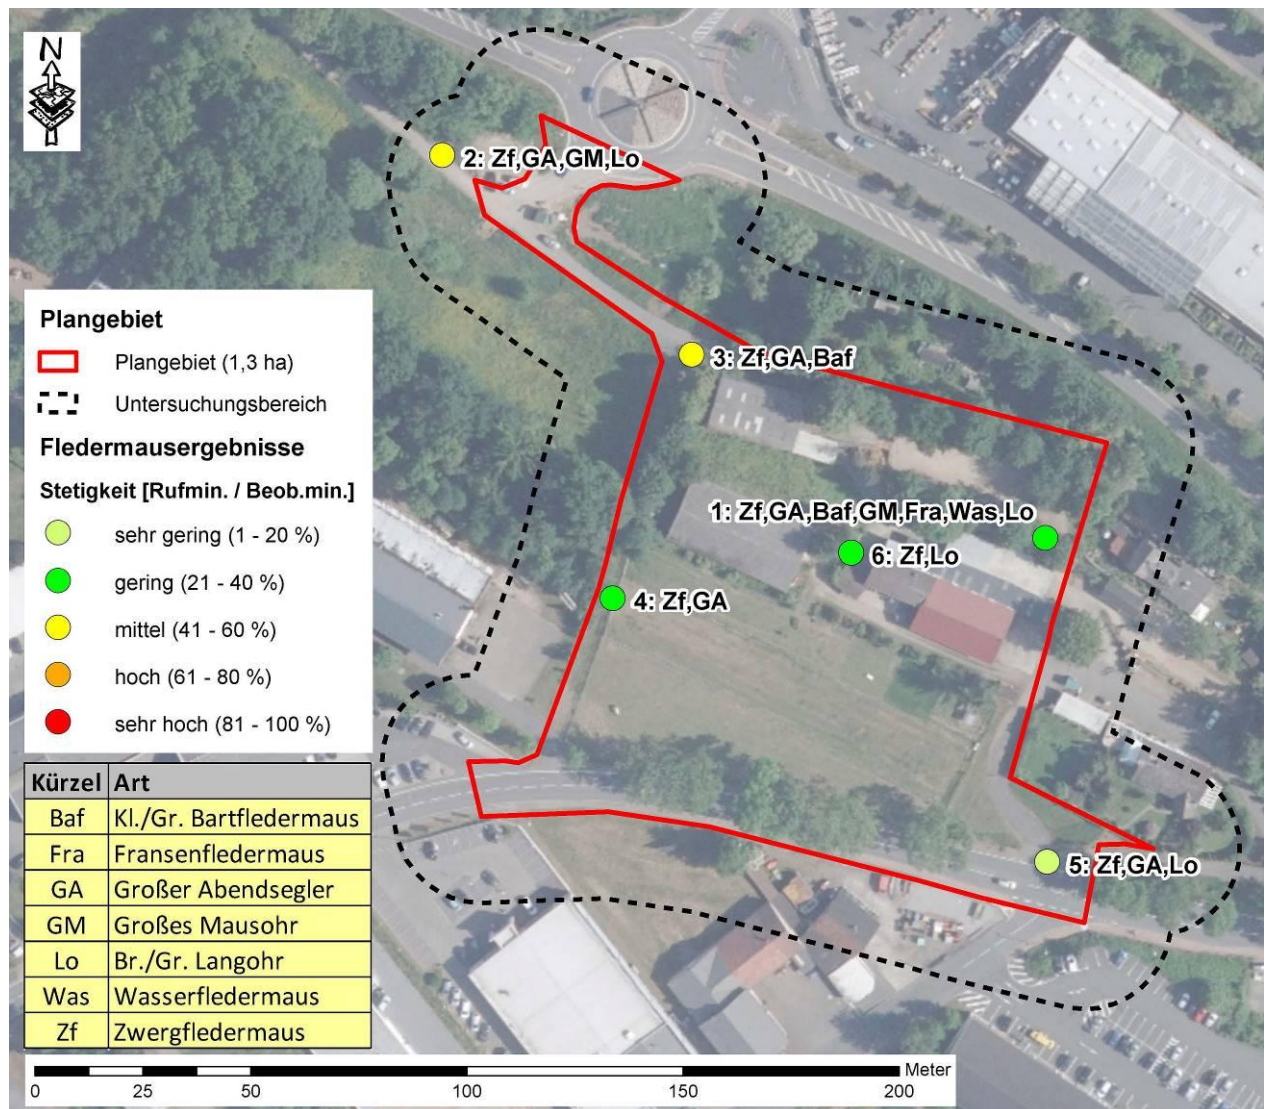 N
2: Zf,GA,GM,Lo
3: Zf,GA,Baf
1: Zf,GA,Baf,GM,Fra,Was,Lo
6: Zf,Lo
4: Zf,GA
5: Zf,GA,Lo
Plangebiet
Plangebiet (1,3 ha)
Untersuchungsbereich
Fledermausergebnisse
Stetigkeit [Rufmin. / Beob.min.]
sehr gering (1 - 20 %)
gering (21 - 40 %)
mittel (41 - 60 %)
hoch (61 - 80 %)
sehr hoch (81 - 100 %)
Kürzel Art
Baf Kl./Gr. Bartfledermaus
Fra Fransenfledermaus
GA Großer Abendsegler
GM Großes Mausohr
Lo Br./Gr. Langohr
Was Wasserfledermaus
Zf Zwergfledermaus
Meter
0 25 50 100 150 200